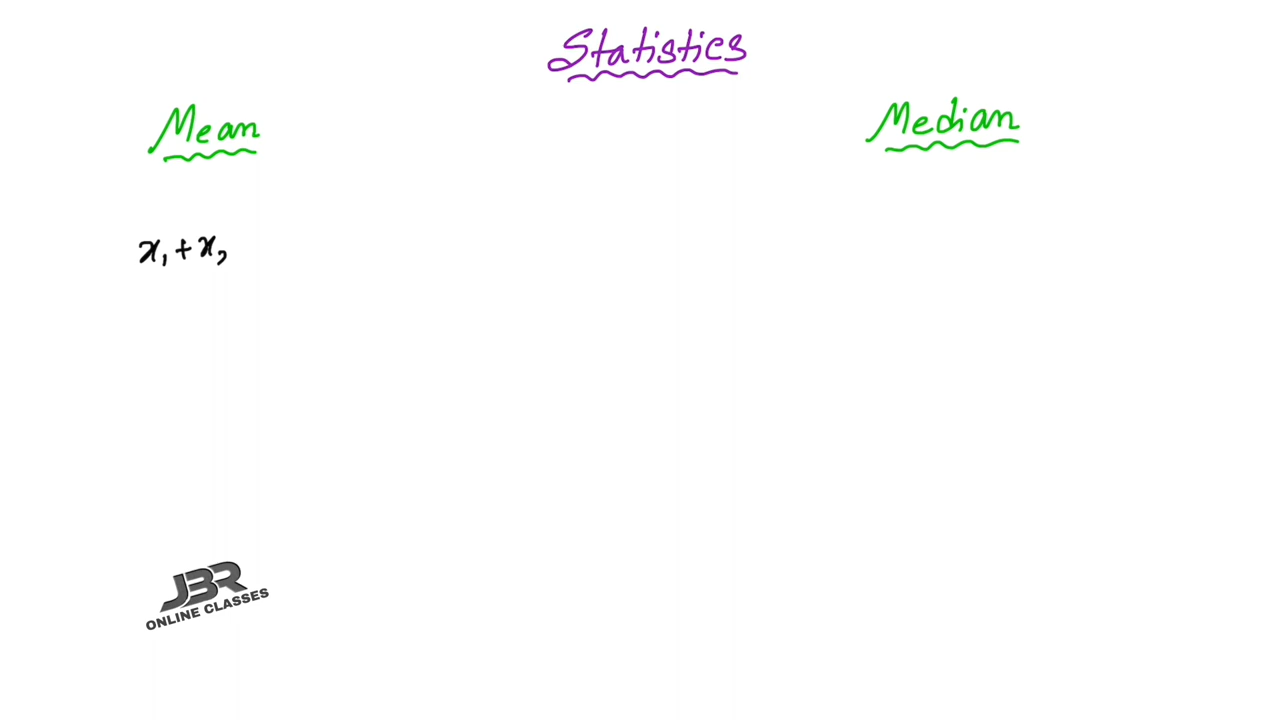 Statistics
Mean
Median
x₁ + x₂
JBR
ONLINE CLASSES